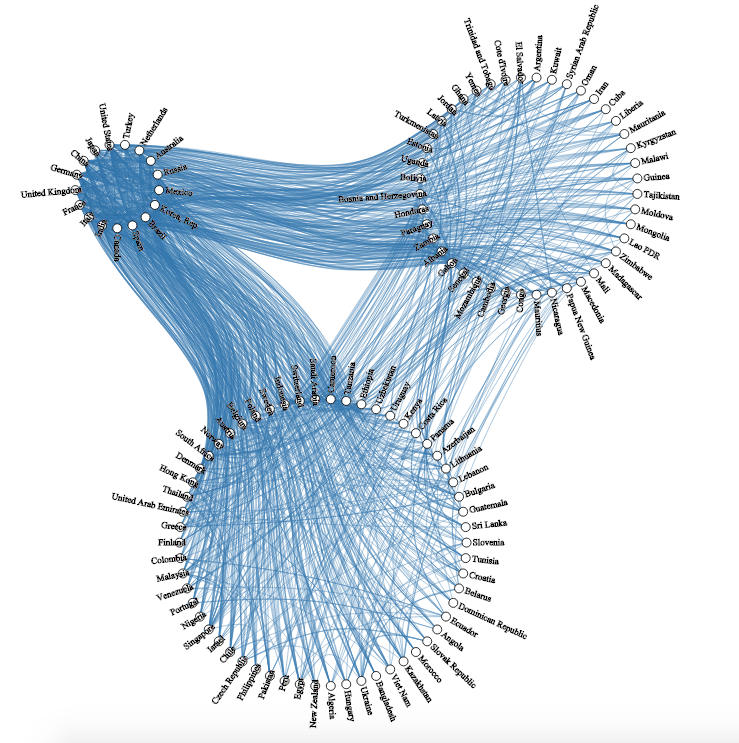 United States
Turkey
Netherlands
Australia
Russia
Mexico
Korea, Rep.
Brazil
Spain
Canada
India
Italy
France
United Kingdom
Germany
China
Japan
Trinidad and Tobago
Cote d'Ivoire
El Salvador
Argentina
Kuwait
Syrian Arab Republic
Oman
Iran
Cuba
Liberia
Mauritania
Kyrgyzstan
Malawi
Guinea
Tajikistan
Moldova
Mongolia
Lao PDR
Zimbabwe
Madagascar
Mali
Macedonia
Papua New Guinea
Nicaragua
Mauritius
Congo
Georgia
Cambodia
Mozambique
Senegal
Gabon
Albania
Zambia
Paraguay
Honduras
Bosnia and Herzegovina
Bolivia
Uganda
Estonia
Turkmenistan
Latvia
Jordan
Ghana
Yemen
Cameroon
Tanzania
Ethiopia
Uzbekistan
Uruguay
Kenya
Costa Rica
Panama
Azerbaijan
Lithuania
Lebanon
Bulgaria
Guatemala
Sri Lanka
Slovenia
Tunisia
Croatia
Belarus
Dominican Republic
Ecuador
Angola
Slovak Republic
Morocco
Kazakhstan
Viet Nam
Bangladesh
Ukraine
Hungary
Algeria
New Zealand
Egypt
Peru
Pakistan
Philippines
Czech Republic
Chile
Israel
Singapore
Nigeria
Portugal
Venezuela
Malaysia
Colombia
Finland
Greece
United Arab Emirates
Thailand
Hong Kong
Denmark
South Africa
Norway
Austria
Belgium
Poland
Sweden
Indonesia
Switzerland
Saudi Arabia